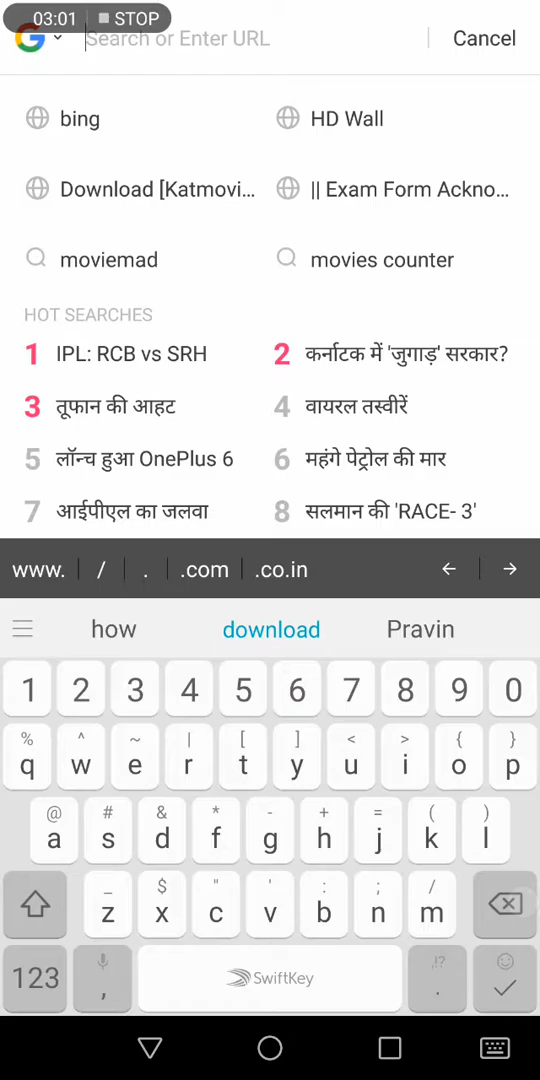 03:01 STOP
Search or Enter URL Cancel
bing HD Wall
Download [Katmovi... || Exam Form Ackno...
moviemad movies counter
HOT SEARCHES
1 IPL: RCB vs SRH 2 कर्नाटक में 'जुगाड़' सरकार?
3 तूफान की आहट 4 वायरल तस्वीरें
5 लॉन्च हुआ OnePlus 6 6 महंगे पेट्रोल की मार
7 आईपीएल का जलवा 8 सलमान की 'RACE- 3'
www. / . .com .co.in ← →
how download Pravin
1 2 3 4 5 6 7 8 9 0
% ^ ~ | [ ] < > { }
q w e r t y u i o p
@ # & * - + = ( )
a s d f g h j k l
_ $ " ' : ; /
z x c v b n m
123 , SwiftKey ,!? .